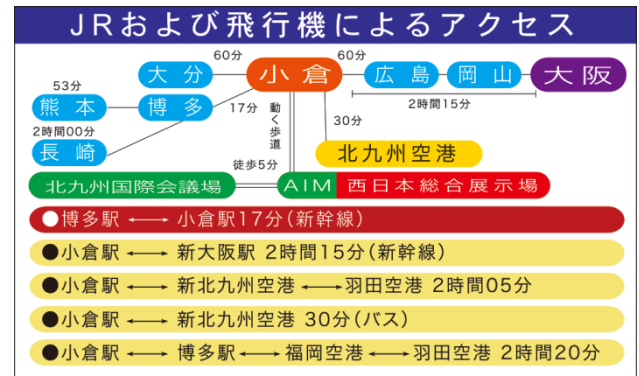 JRおよび飛行機によるアクセス
60分
60分
大分
小倉
広島
岡山
大阪
53分
2時間15分
熊本
博多
17分
動く歩道
30分
2時間00分
長崎
北九州空港
徒歩5分
北九州国際会議場
AIM
西日本総合展示場
●博多駅 ←→ 小倉駅17分(新幹線)
●小倉駅 ←→ 新大阪駅 2時間15分(新幹線)
●小倉駅 ←→ 新北九州空港 ←→ 羽田空港 2時間05分
●小倉駅 ←→ 新北九州空港 30分(バス)
●小倉駅 ←→ 博多駅 ←→ 福岡空港 ←→ 羽田空港 2時間20分